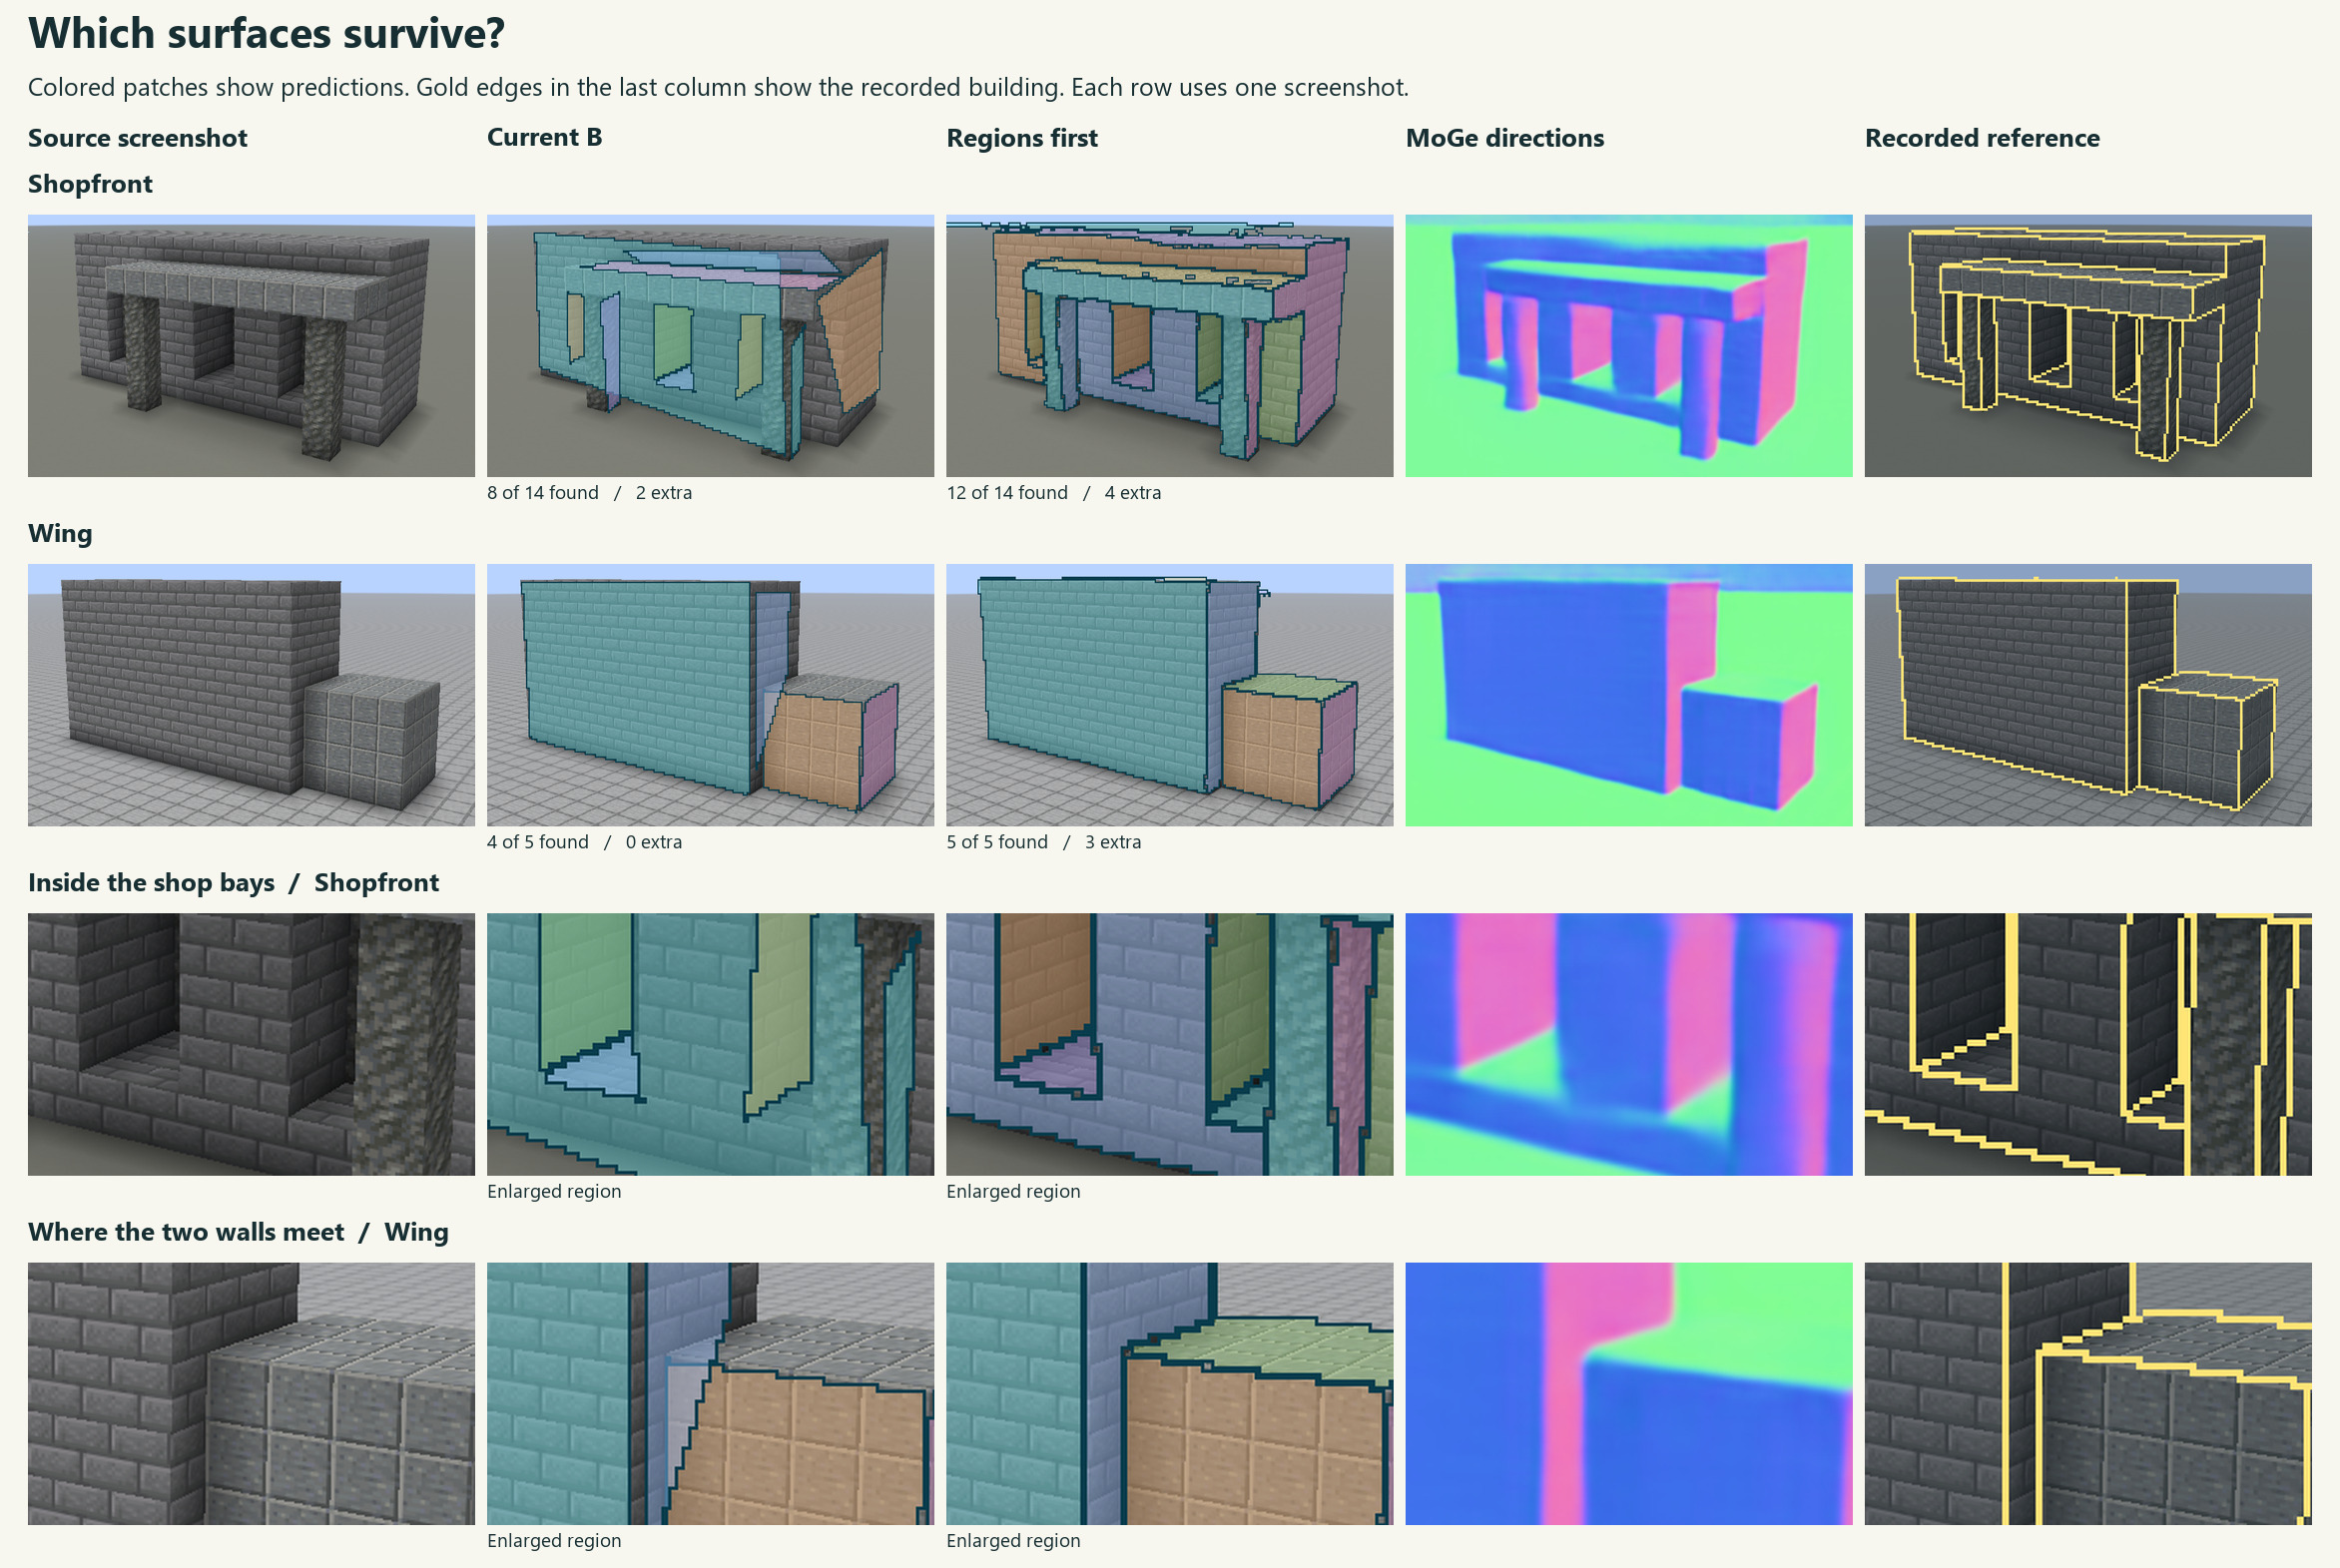 Which surfaces survive?
Colored patches show predictions. Gold edges in the last column show the recorded building. Each row uses one screenshot.
Source screenshot
Current B
Regions first
MoGe directions
Recorded reference
Shopfront
8 of 14 found / 2 extra
12 of 14 found / 4 extra
Wing
4 of 5 found / 0 extra
5 of 5 found / 3 extra
Inside the shop bays / Shopfront
Enlarged region
Enlarged region
Where the two walls meet / Wing
Enlarged region
Enlarged region